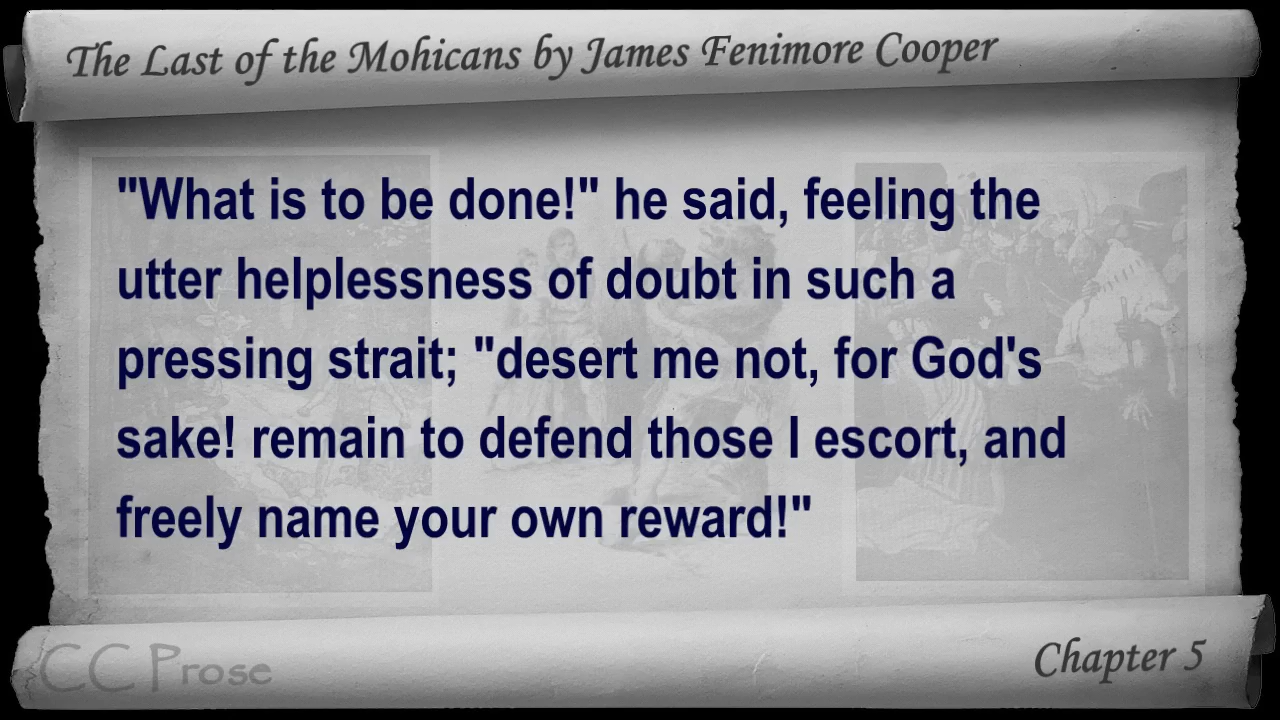 The Last of the Mohicans by James Fenimore Cooper
"What is to be done!" he said, feeling the
utter helplessness of doubt in such a
pressing strait; "desert me not, for God's
sake! remain to defend those I escort, and
freely name your own reward!"
CC Prose
Chapter 5